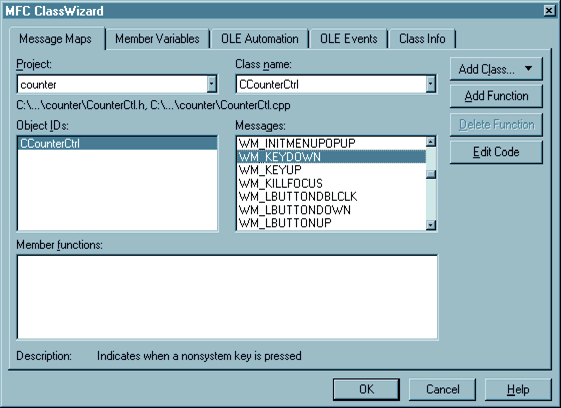 MFC ClassWizard
Message Maps Member Variables OLE Automation OLE Events Class Info
Project: Class name:
counter CCounterCtrl
Add Class...
C:\...\counter\CounterCtl.h, C:\...\counter\CounterCtl.cpp
Add Function
Object IDs: Messages:
Delete Function
CCounterCtrl
WM_INITMENUPOPUP
WM_KEYDOWN
Edit Code
WM_KEYUP
WM_KILLFOCUS
WM_LBUTTONDBLCLK
WM_LBUTTONDOWN
WM_LBUTTONUP
Member functions:
Description: Indicates when a nonsystem key is pressed
OK Cancel Help